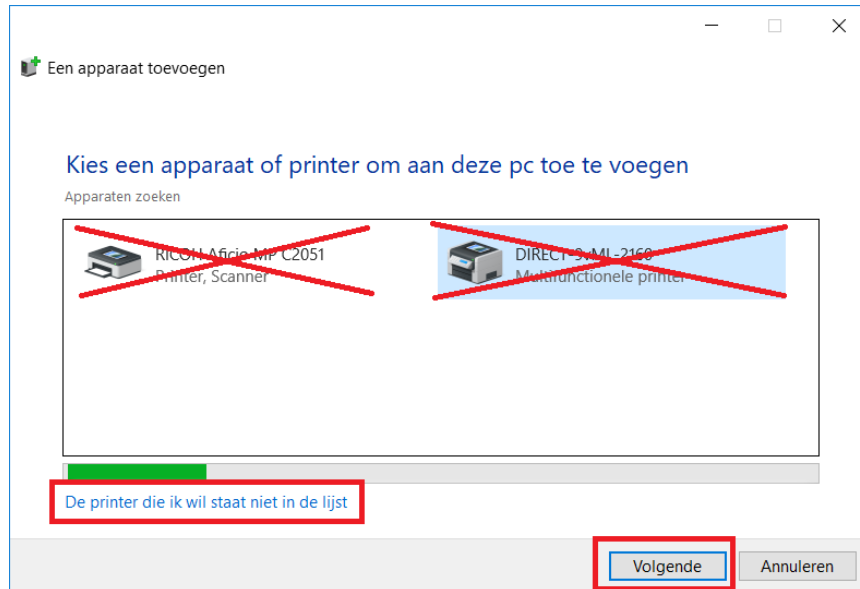 Een apparaat toevoegen
Kies een apparaat of printer om aan deze pc toe te voegen
Apparaten zoeken
RICOH Aficio MP C2051
Printer, Scanner
DIRECT-9vML-2160
Multifunctionele printer
De printer die ik wil staat niet in de lijst
Volgende
Annuleren